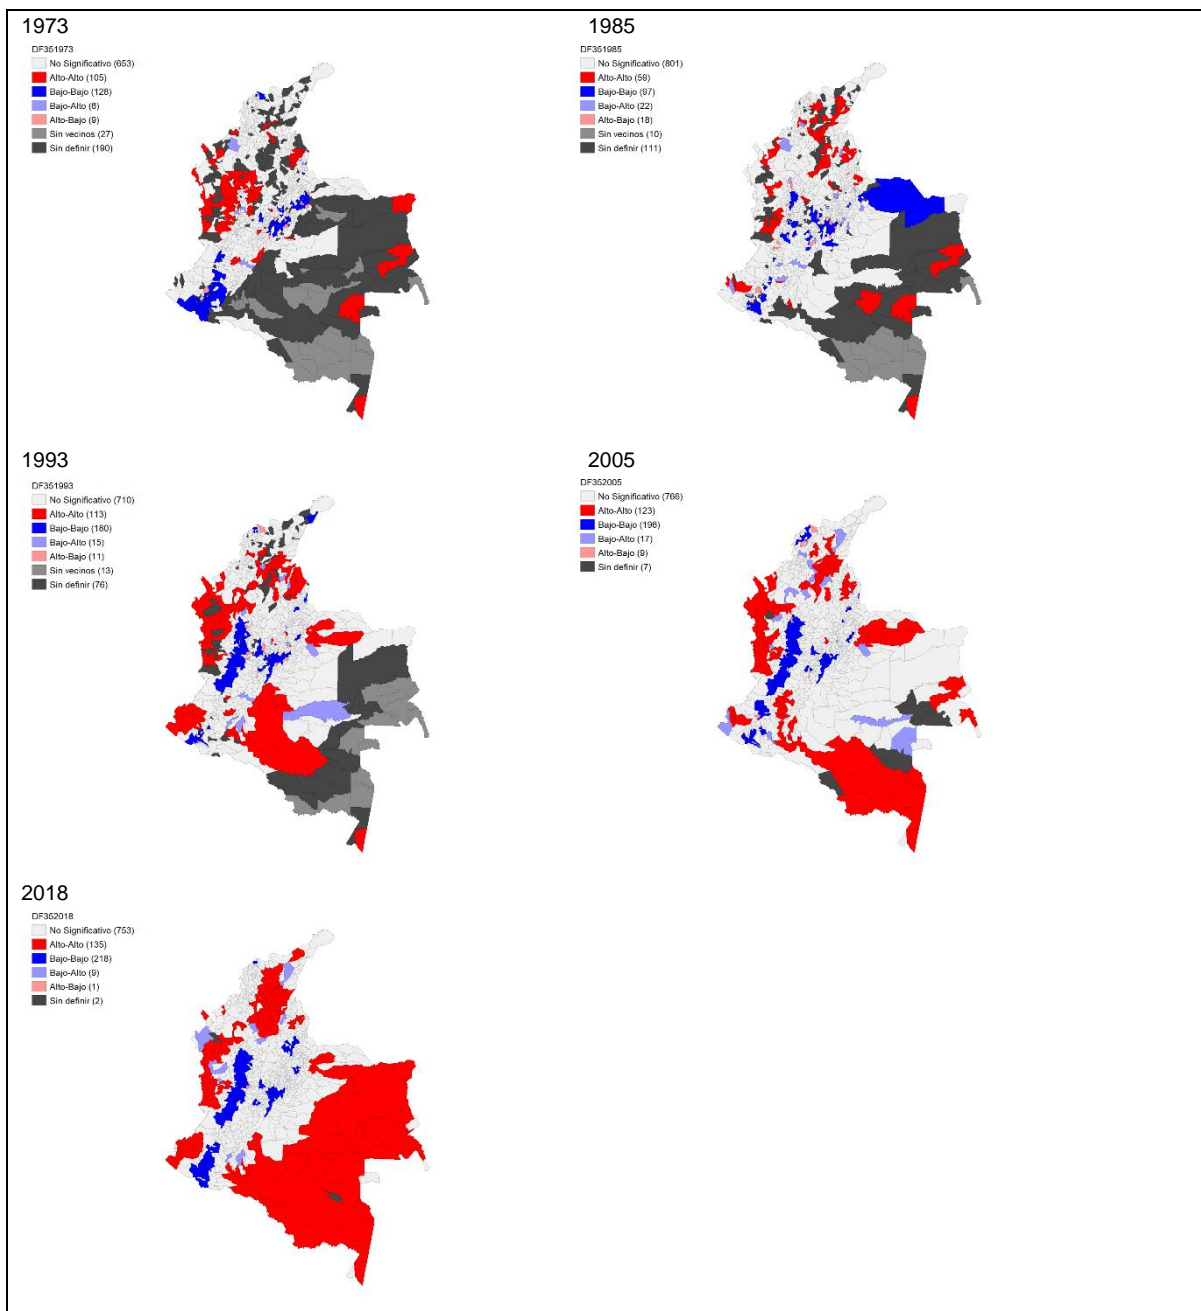 1973
DF351973
No Significativo (653)
Alto-Alto (105)
Bajo-Bajo (128)
Bajo-Alto (8)
Alto-Bajo (9)
Sin vecinos (27)
Sin definir (190)
1985
DF351985
No Significativo (801)
Alto-Alto (59)
Bajo-Bajo (97)
Bajo-Alto (22)
Alto-Bajo (18)
Sin vecinos (10)
Sin definir (111)
1993
DF351993
No Significativo (710)
Alto-Alto (113)
Bajo-Bajo (180)
Bajo-Alto (15)
Alto-Bajo (11)
Sin vecinos (13)
Sin definir (76)
2005
DF352005
No Significativo (766)
Alto-Alto (123)
Bajo-Bajo (196)
Bajo-Alto (17)
Alto-Bajo (9)
Sin definir (7)
2018
DF352018
No Significativo (753)
Alto-Alto (135)
Bajo-Bajo (218)
Bajo-Alto (9)
Alto-Bajo (1)
Sin definir (2)